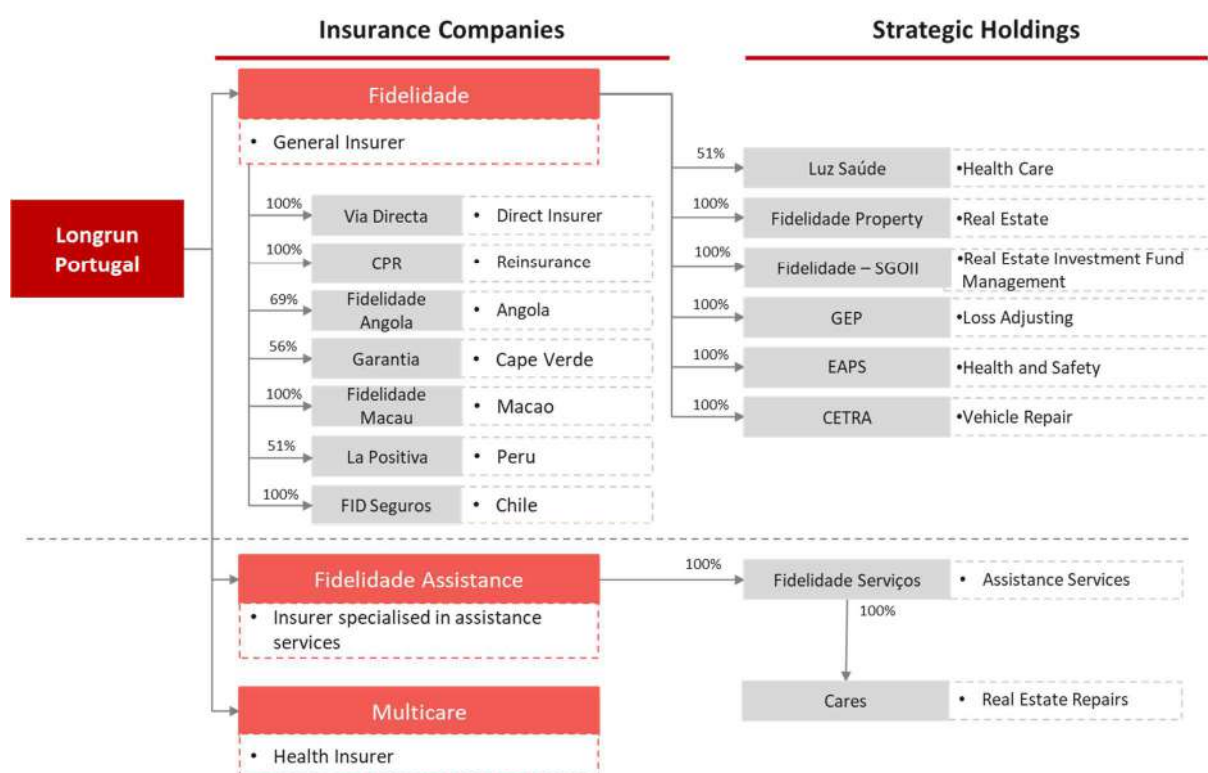 Insurance Companies
Strategic Holdings
Longrun
Portugal
Fidelidade
• General Insurer
100%
Via Directa
• Direct Insurer
100%
CPR
• Reinsurance
69%
Fidelidade
Angola
• Angola
56%
Garantia
• Cape Verde
100%
Fidelidade
Macau
• Macao
51%
La Positiva
• Peru
100%
FID Seguros
• Chile
51%
Luz Saúde
•Health Care
100%
Fidelidade Property
•Real Estate
100%
Fidelidade – SGOII
•Real Estate Investment Fund
Management
100%
GEP
•Loss Adjusting
100%
EAPS
•Health and Safety
100%
CETRA
•Vehicle Repair
Fidelidade Assistance
• Insurer specialised in assistance
services
100%
Fidelidade Serviços
• Assistance Services
100%
Cares
• Real Estate Repairs
Multicare
• Health Insurer